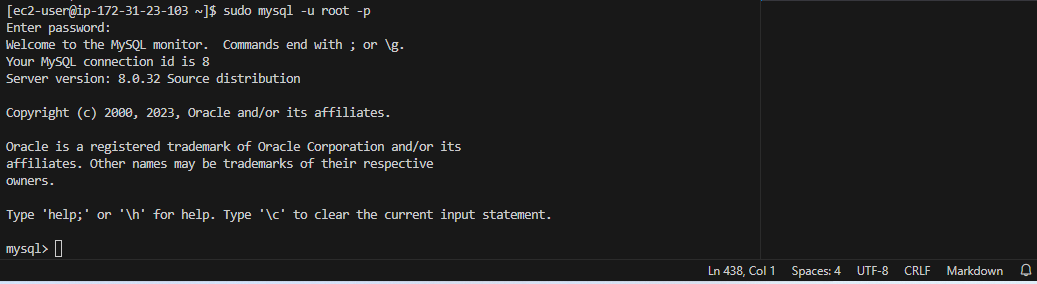 [ec2-user@ip-172-31-23-103 ~]$ sudo mysql -u root -p
Enter password:
Welcome to the MySQL monitor.  Commands end with ; or \g.
Your MySQL connection id is 8
Server version: 8.0.32 Source distribution
Copyright (c) 2000, 2023, Oracle and/or its affiliates.
Oracle is a registered trademark of Oracle Corporation and/or its
affiliates. Other names may be trademarks of their respective
owners.
Type 'help;' or '\h' for help. Type '\c' to clear the current input statement.
mysql>
Ln 438, Col 1 Spaces: 4 UTF-8 CRLF Markdown